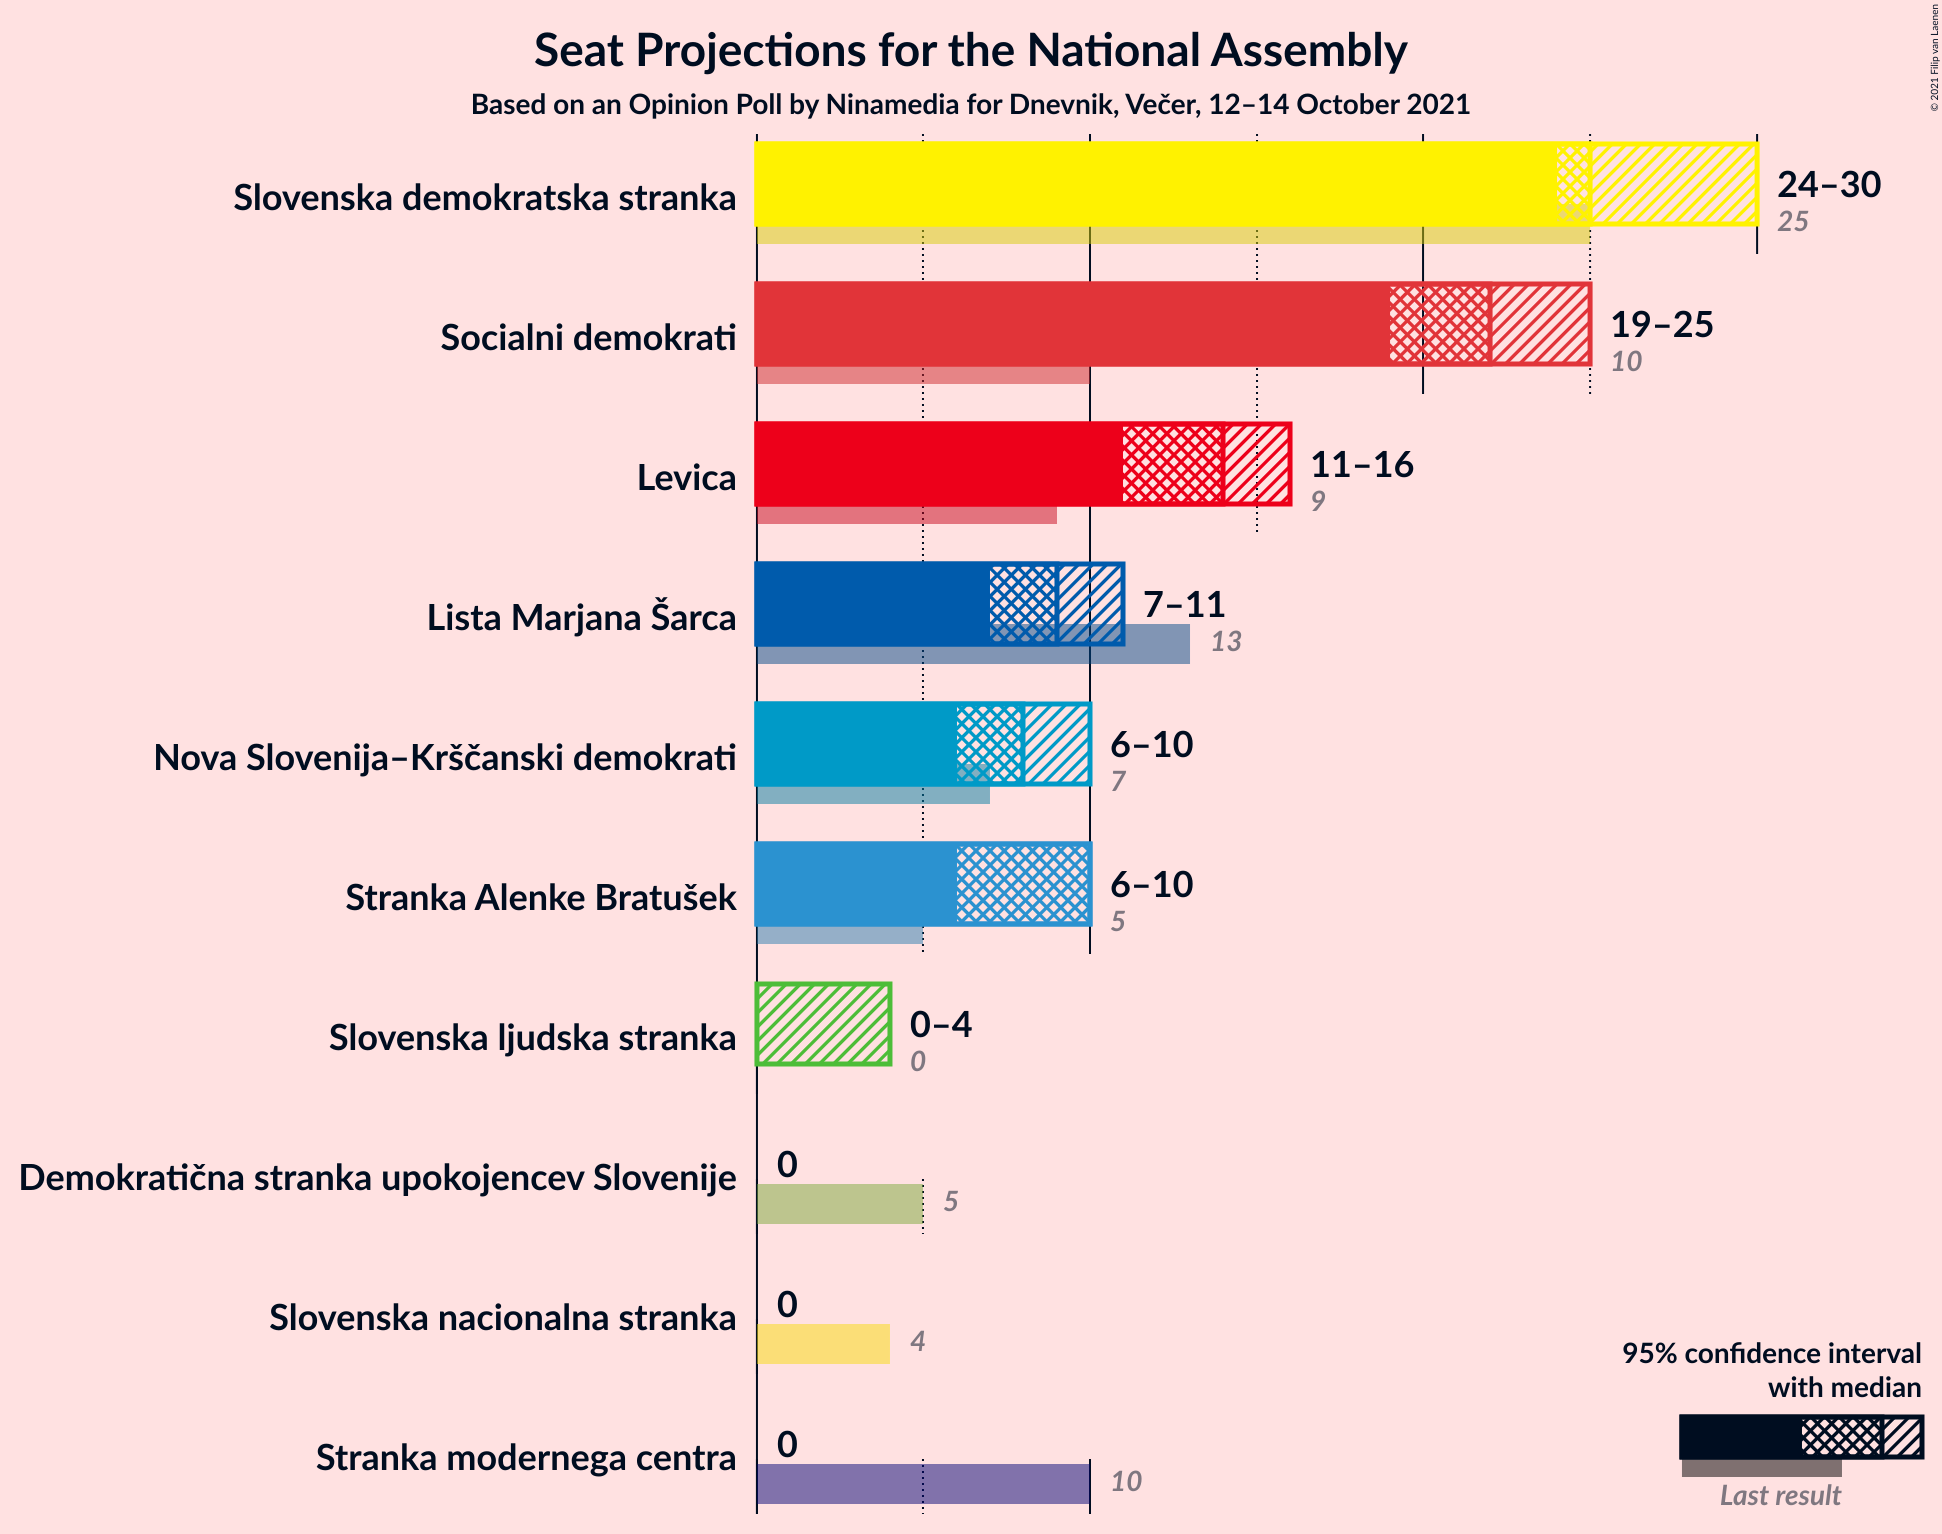 Seat Projections for the National Assembly
Based on an Opinion Poll by Ninamedia for Dnevnik, Večer, 12–14 October 2021
© 2021 Filip van Laenen
Slovenska demokratska stranka
24–30
25
Socialni demokrati
19–25
10
Levica
11–16
9
Lista Marjana Šarca
7–11
13
Nova Slovenija–Krščanski demokrati
6–10
7
Stranka Alenke Bratušek
6–10
5
Slovenska ljudska stranka
0–4
0
Demokratična stranka upokojencev Slovenije
0
5
Slovenska nacionalna stranka
0
4
Stranka modernega centra
0
10
95% confidence interval
with median
Last result